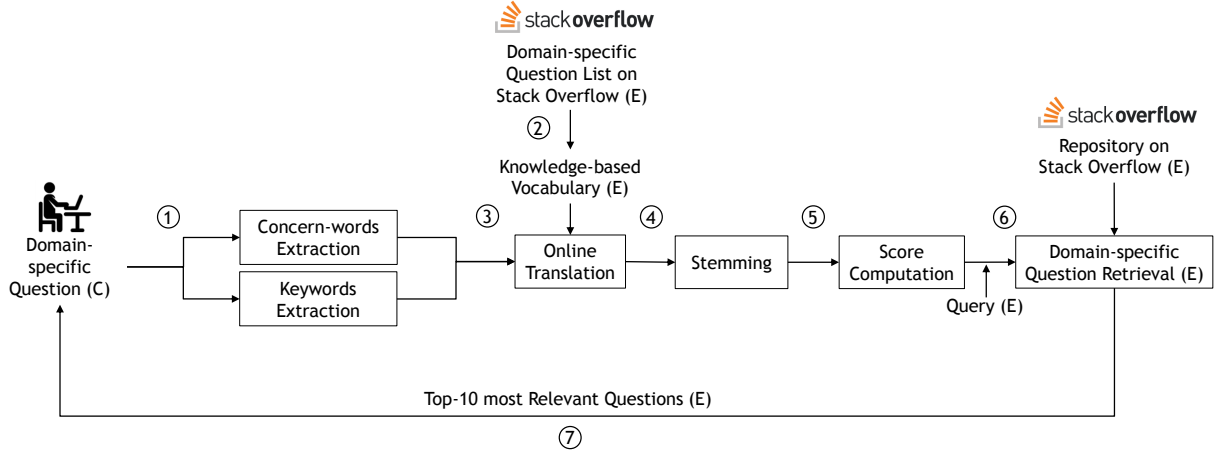 stackoverflow
Domain-specific
Question List on
Stack Overflow (E)
②
Knowledge-based
Vocabulary (E)
stackoverflow
Repository on
Stack Overflow (E)
Domain-
specific
Question (C)
①
Concern-words
Extraction
Keywords
Extraction
③
Online
Translation
④
Stemming
⑤
Score
Computation
⑥
Query (E)
Domain-specific
Question Retrieval (E)
Top-10 most Relevant Questions (E)
⑦